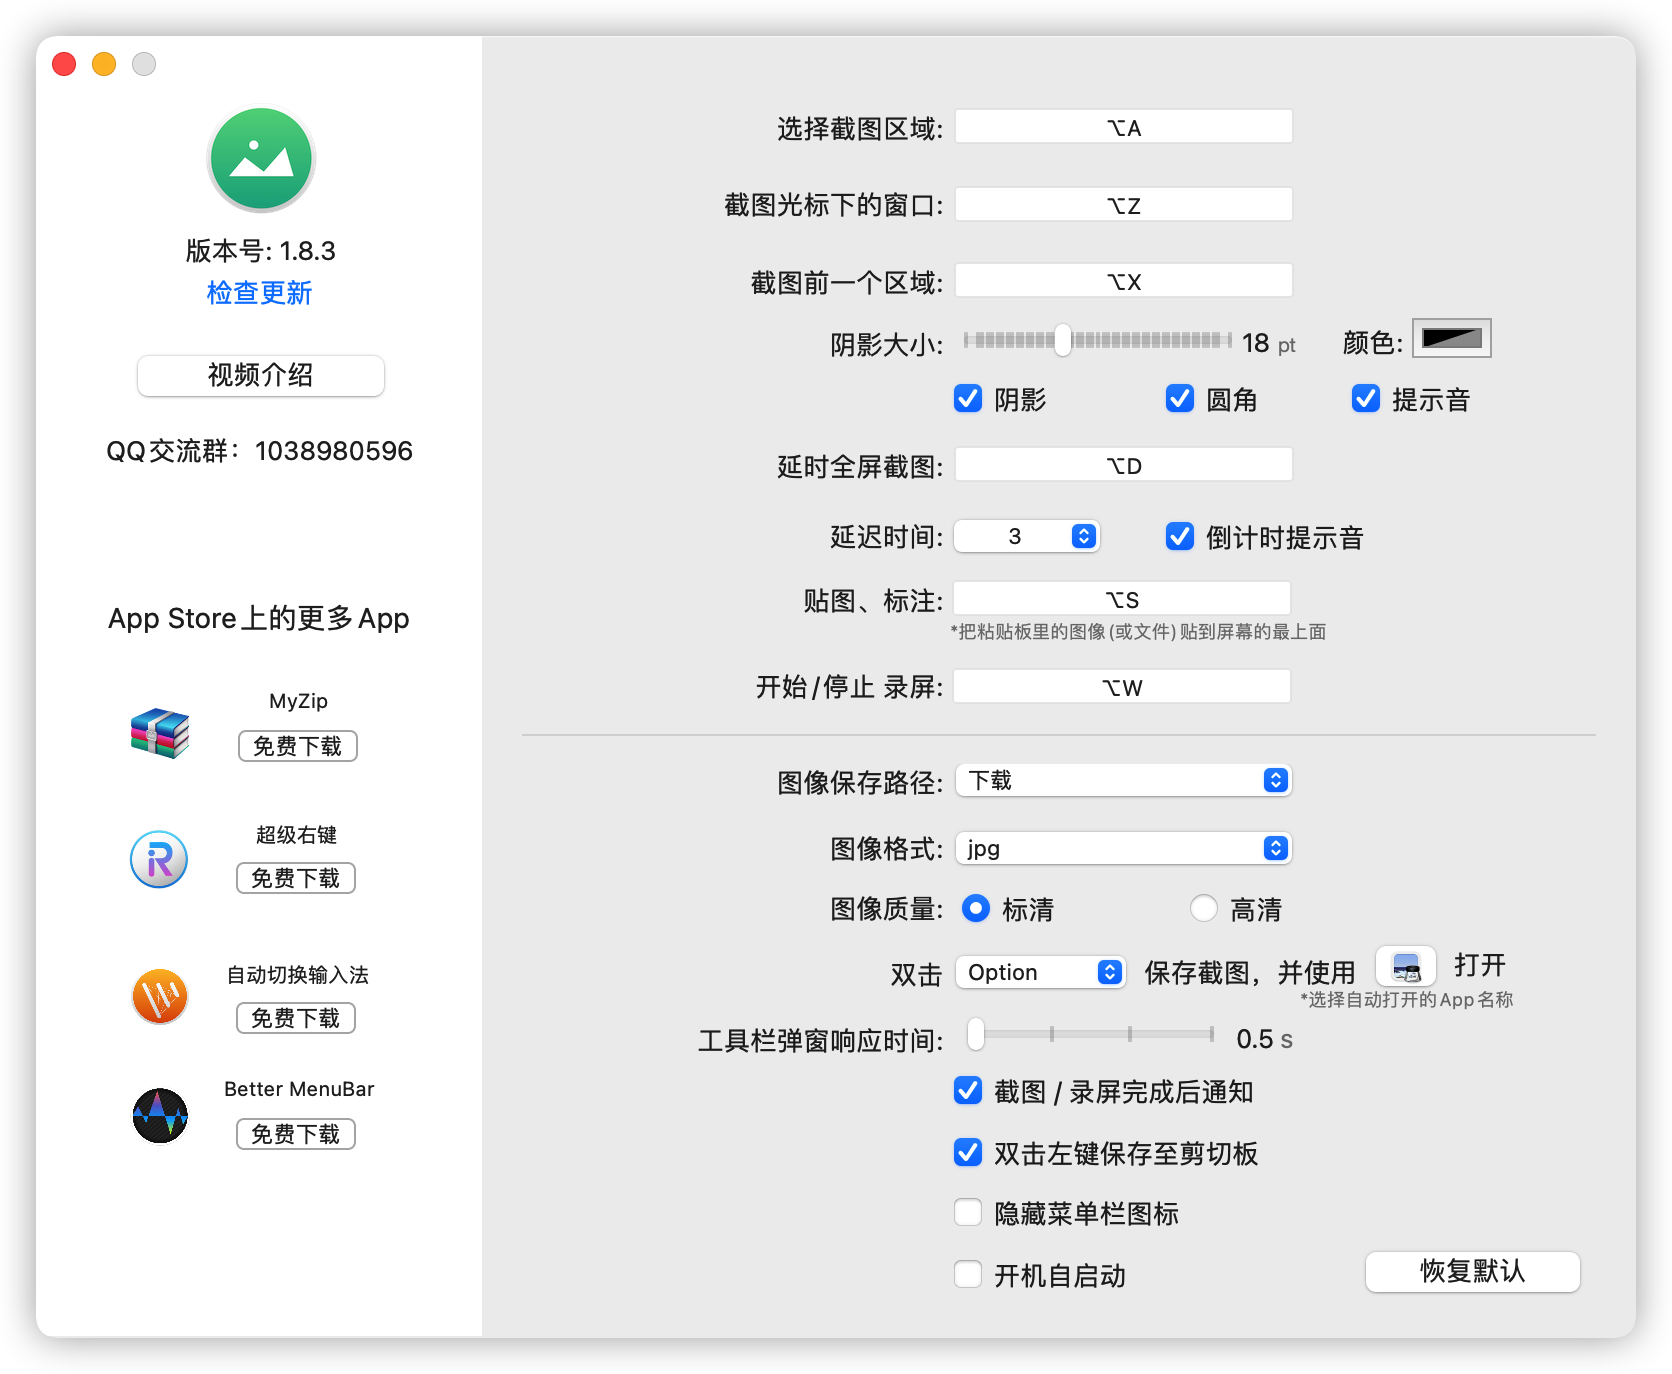 版本号: 1.8.3
检查更新
视频介绍
QQ交流群：1038980596
App Store上的更多App
MyZip
免费下载
超级右键
免费下载
自动切换输入法
免费下载
Better MenuBar
免费下载
选择截图区域: ⌥A
截图光标下的窗口: ⌥Z
截图前一个区域: ⌥X
阴影大小: 18 pt 颜色:
阴影 圆角 提示音
延时全屏截图: ⌥D
延迟时间: 3 倒计时提示音
贴图、标注: ⌥S
*把粘贴板里的图像(或文件)贴到屏幕的最上面
开始/停止 录屏: ⌥W
图像保存路径: 下载
图像格式: jpg
图像质量: 标清 高清
双击 Option 保存截图，并使用 打开
*选择自动打开的App名称
工具栏弹窗响应时间: 0.5 s
截图 / 录屏完成后通知
双击左键保存至剪切板
隐藏菜单栏图标
开机自启动
恢复默认